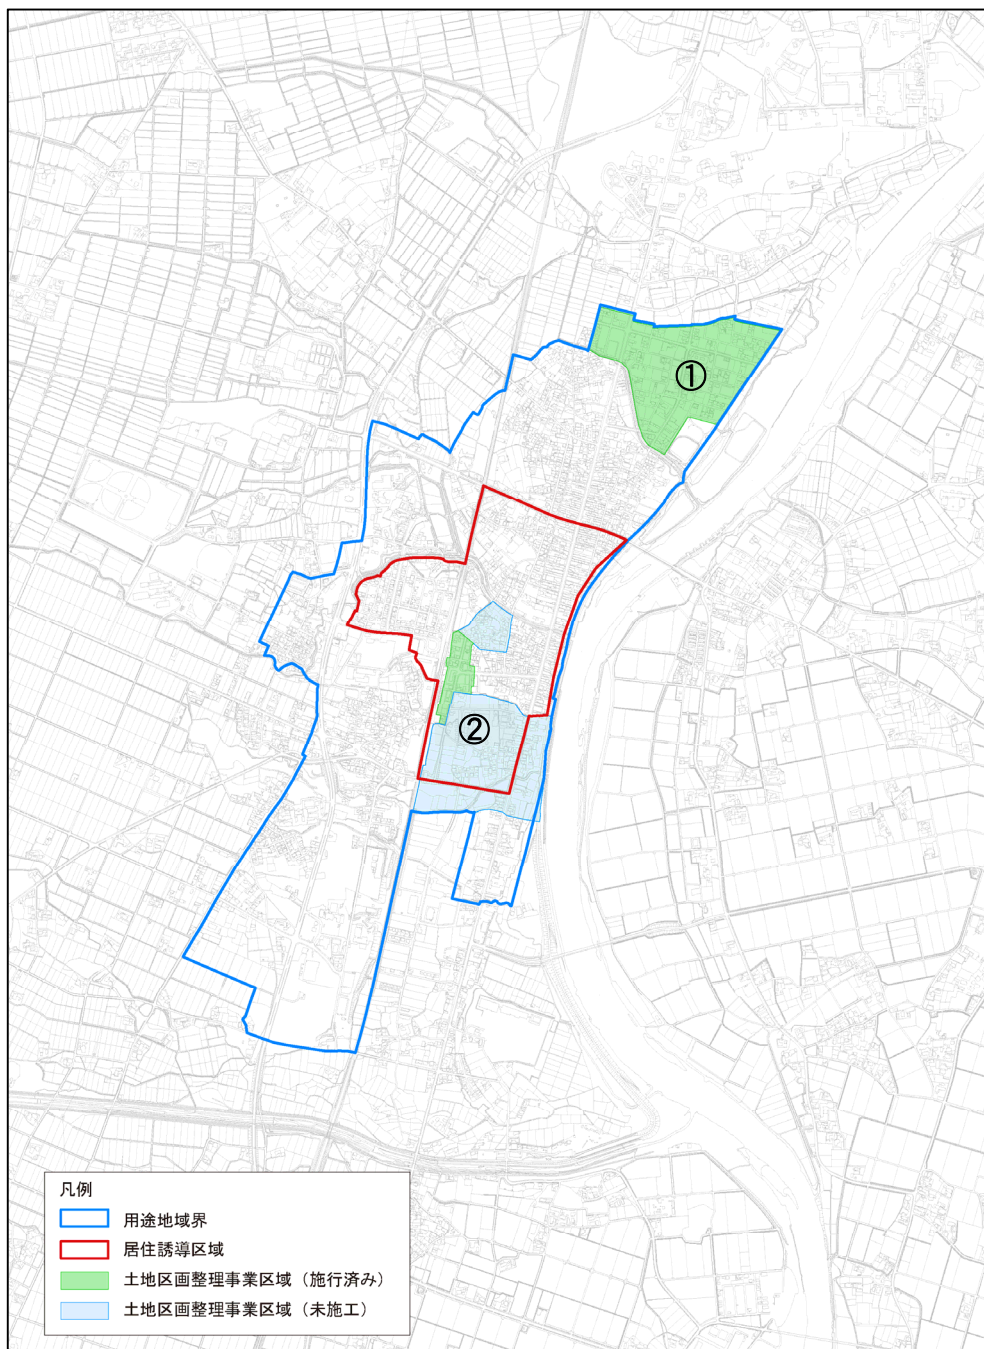 ①
②
凡例
用途地域界
居住誘導区域
土地区画整理事業区域（施行済み）
土地区画整理事業区域（未施工）